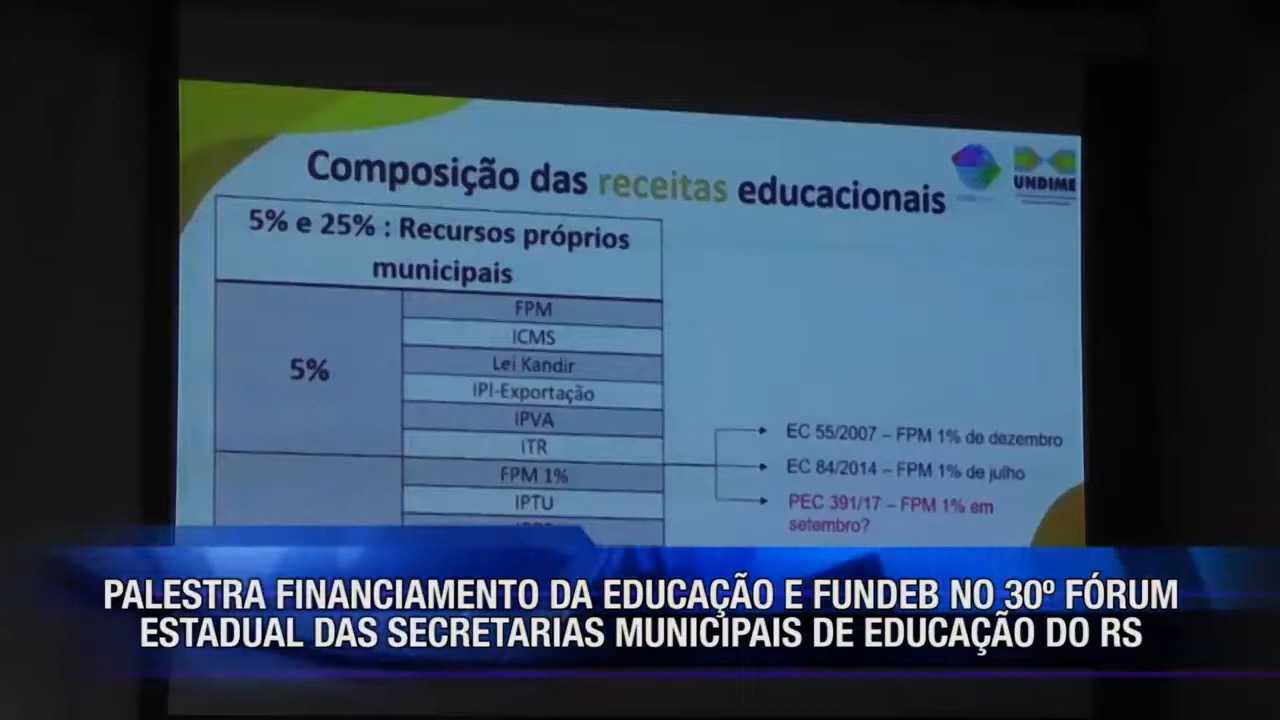 Composição das receitas educacionais
UNDIME
5% e 25% : Recursos próprios
municipais
5%
FPM
ICMS
Lei Kandir
IPI-Exportação
IPVA
ITR
FPM 1%
IPTU
EC 55/2007 – FPM 1% de dezembro
EC 84/2014 – FPM 1% de julho
PEC 391/17 – FPM 1% em
setembro?
PALESTRA FINANCIAMENTO DA EDUCAÇÃO E FUNDEB NO 30º FÓRUM
ESTADUAL DAS SECRETARIAS MUNICIPAIS DE EDUCAÇÃO DO RS